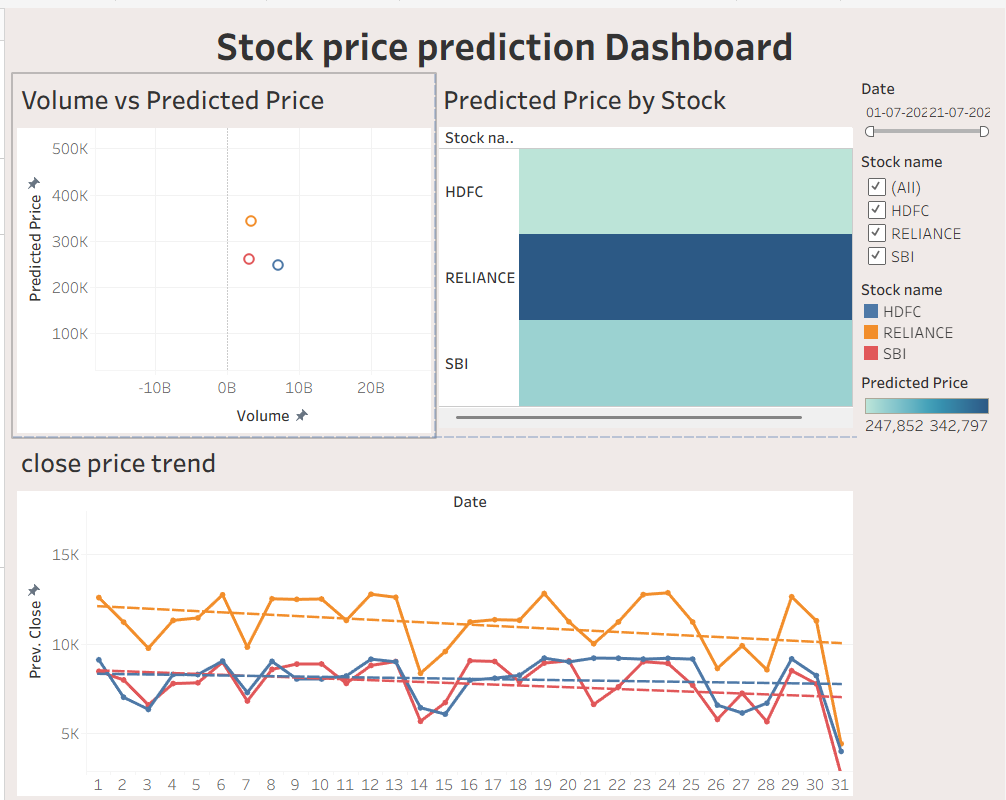 Stock price prediction Dashboard
Volume vs Predicted Price
500K
400K
300K
200K
100K
Predicted Price
-10B 0B 10B 20B
Volume
Predicted Price by Stock
Stock na..
HDFC
RELIANCE
SBI
Date
01-07-202 21-07-202
Stock name
(All)
HDFC
RELIANCE
SBI
Stock name
HDFC
RELIANCE
SBI
Predicted Price
247,852 342,797
close price trend
Date
15K
10K
5K
Prev. Close
1 2 3 4 5 6 7 8 9 10 11 12 13 14 15 16 17 18 19 20 21 22 23 24 25 26 27 28 29 30 31